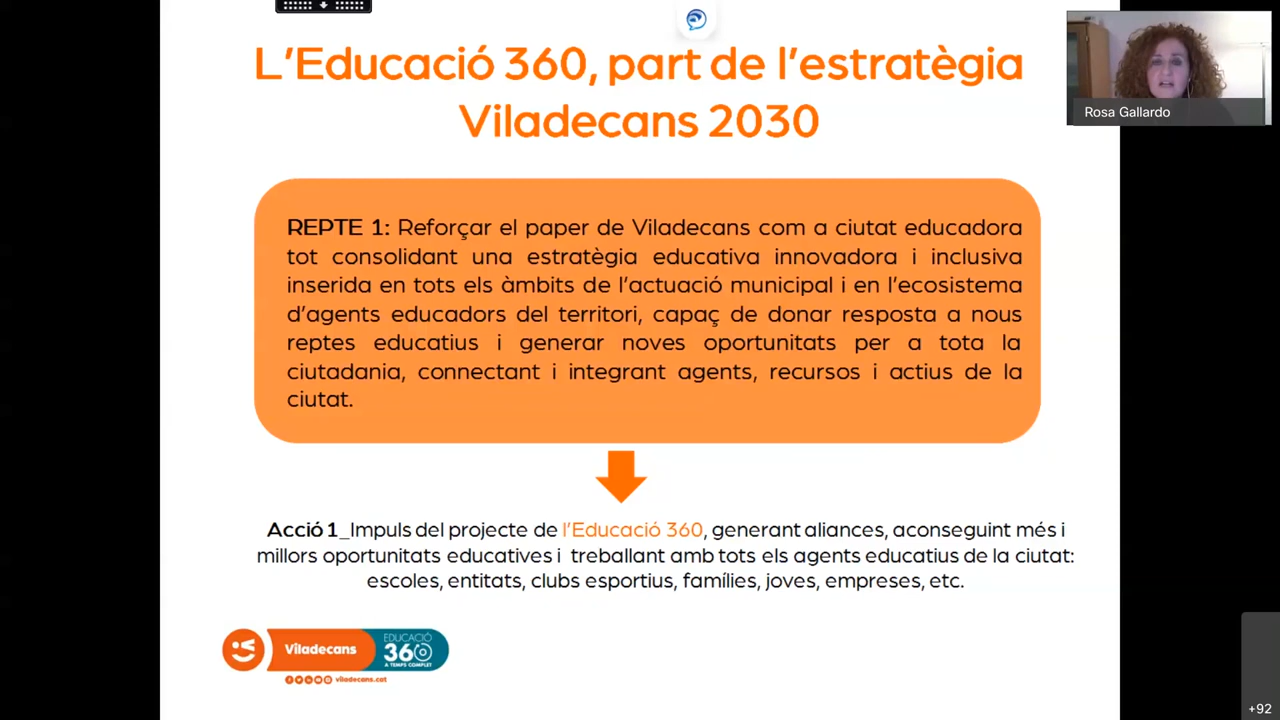 L'Educació 360, part de l'estratègia
Viladecans 2030
Rosa Gallardo
REPTE 1: Reforçar el paper de Viladecans com a ciutat educadora
tot consolidant una estratègia educativa innovadora i inclusiva
inserida en tots els àmbits de l'actuació municipal i en l'ecosistema
d'agents educadors del territori, capaç de donar resposta a nous
reptes educatius i generar noves oportunitats per a tota la
ciutadania, connectant i integrant agents, recursos i actius de la
ciutat.
Acció 1_Impuls del projecte de l'Educació 360, generant aliances, aconseguint més i
millors oportunitats educatives i treballant amb tots els agents educatius de la ciutat:
escoles, entitats, clubs esportius, famílies, joves, empreses, etc.
Viladecans
EDUCACIÓ
360
A TEMPS COMPLET
viladecans.cat
+92